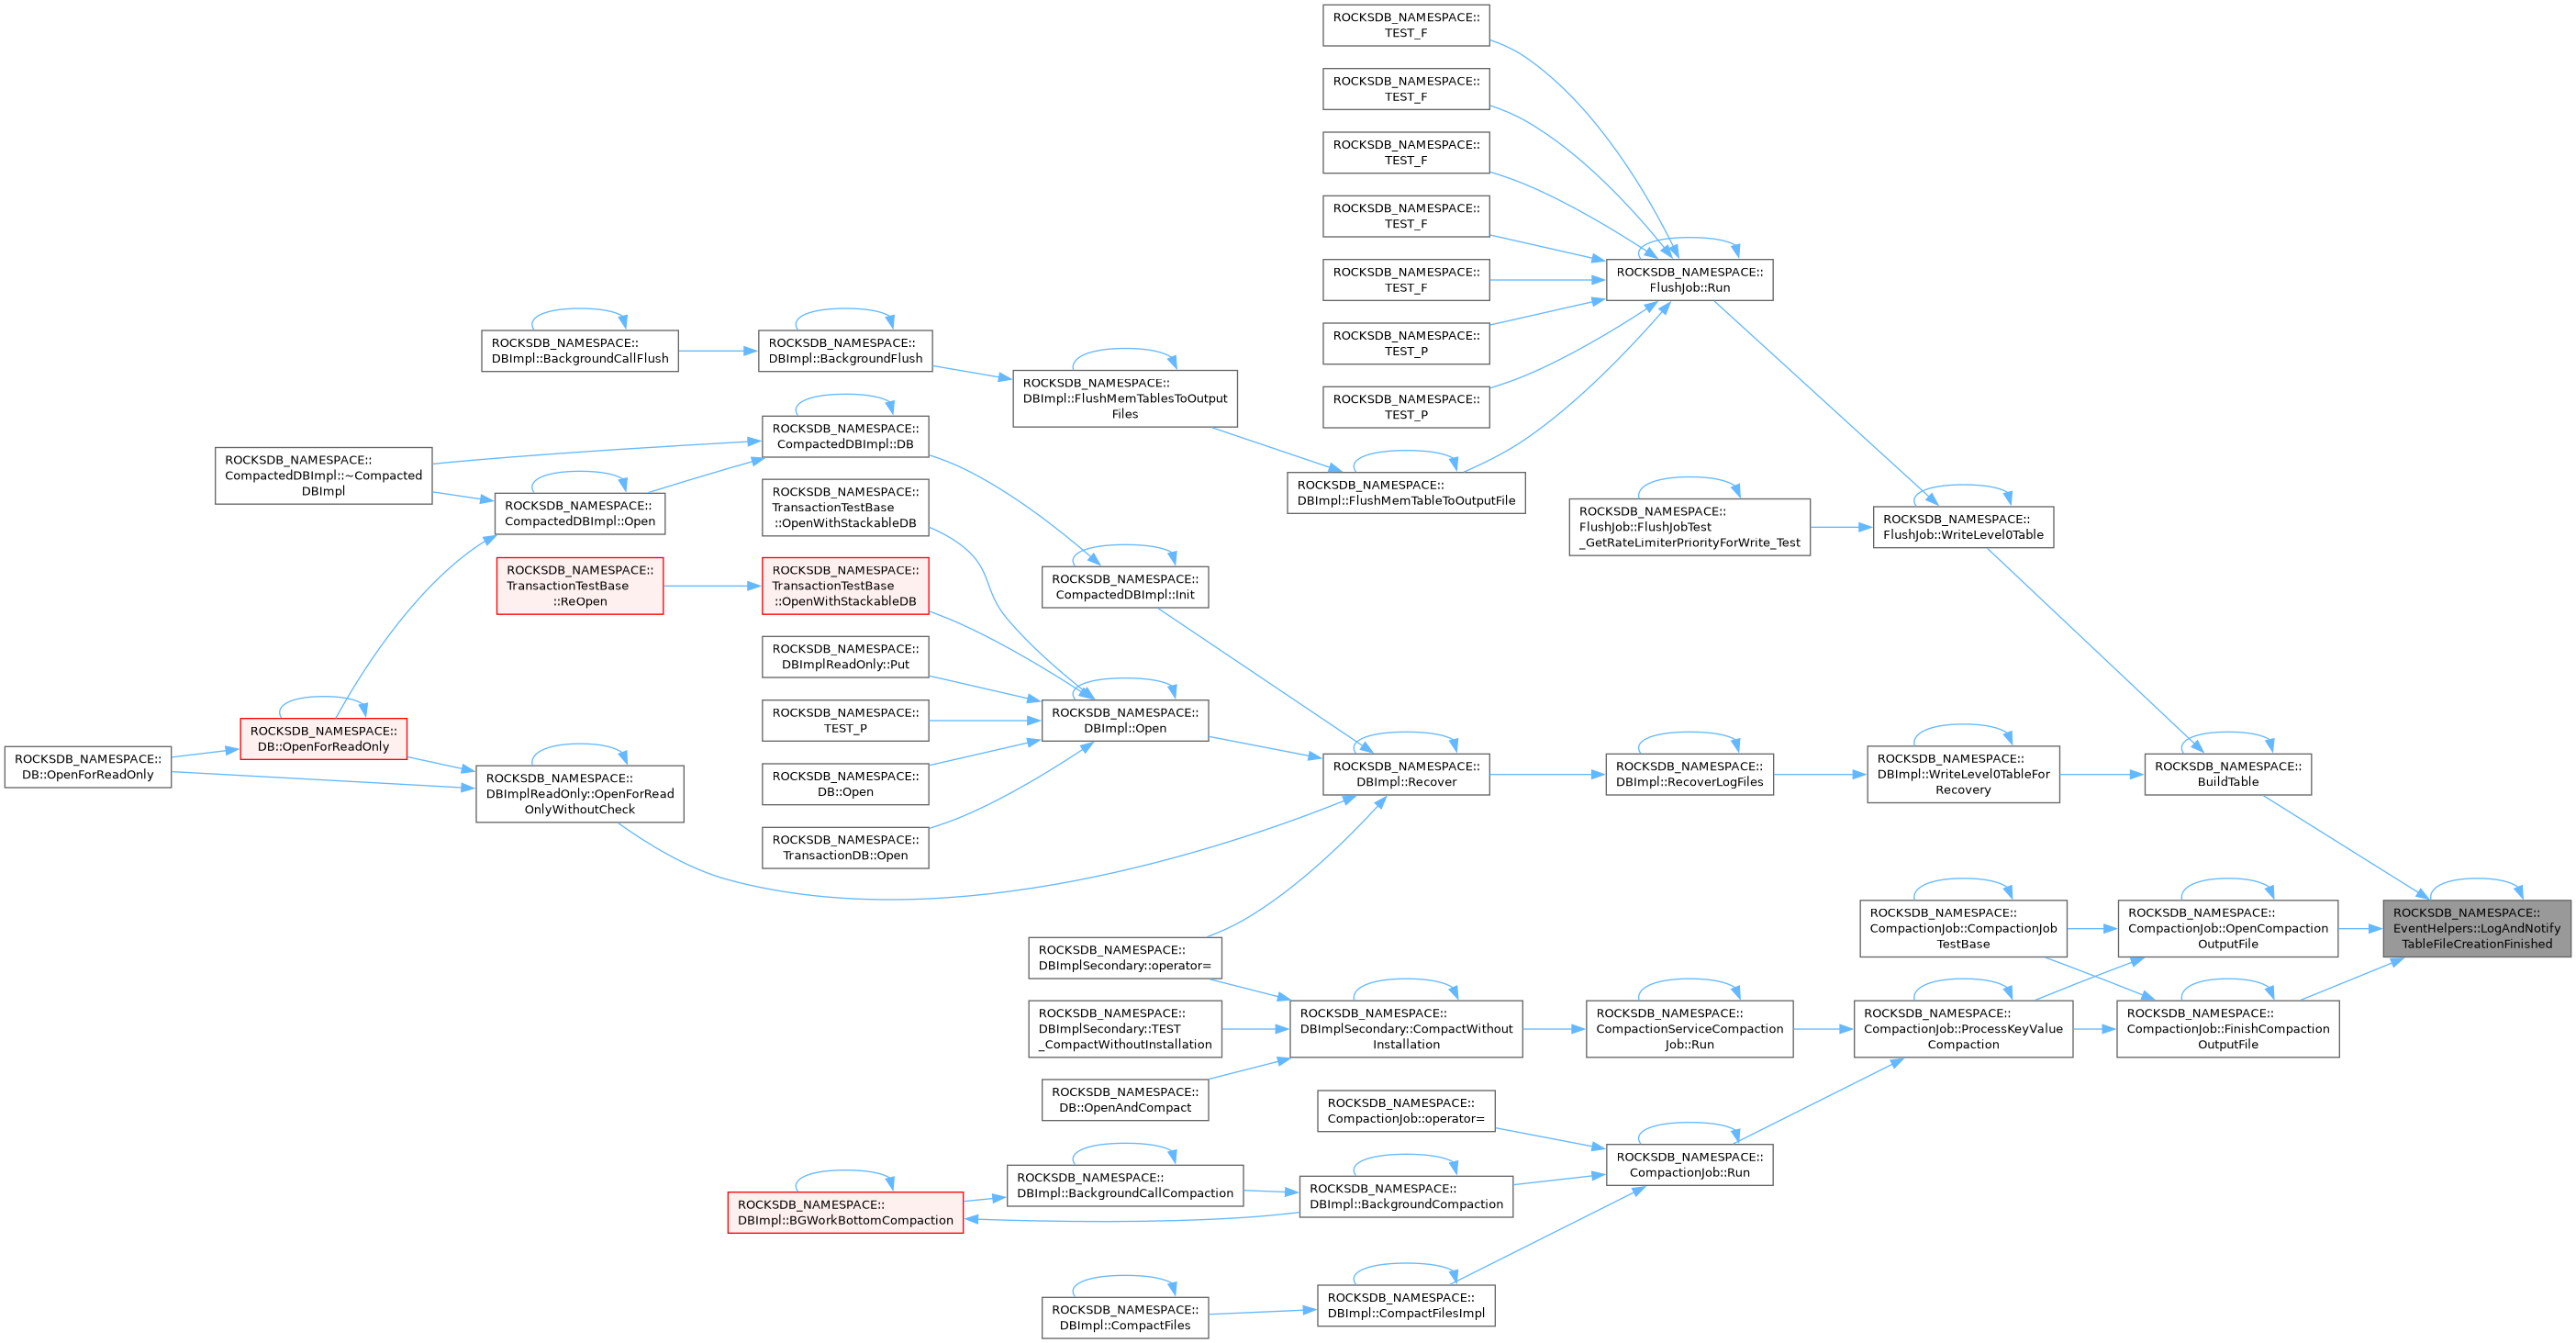 ROCKSDB_NAMESPACE::
TEST_F
ROCKSDB_NAMESPACE::
TEST_F
ROCKSDB_NAMESPACE::
TEST_F
ROCKSDB_NAMESPACE::
TEST_F
ROCKSDB_NAMESPACE::
TEST_F
ROCKSDB_NAMESPACE::
FlushJob::Run
ROCKSDB_NAMESPACE::
TEST_P
ROCKSDB_NAMESPACE::
TEST_P
ROCKSDB_NAMESPACE::
DBImpl::BackgroundCallFlush
ROCKSDB_NAMESPACE::
DBImpl::BackgroundFlush
ROCKSDB_NAMESPACE::
DBImpl::FlushMemTablesToOutput
Files
ROCKSDB_NAMESPACE::
CompactedDBImpl::DB
ROCKSDB_NAMESPACE::
CompactedDBImpl::~Compacted
DBImpl
ROCKSDB_NAMESPACE::
CompactedDBImpl::Open
ROCKSDB_NAMESPACE::
TransactionTestBase
::OpenWithStackableDB
ROCKSDB_NAMESPACE::
DBImpl::FlushMemTableToOutputFile
ROCKSDB_NAMESPACE::
FlushJob::FlushJobTest
_GetRateLimiterPriorityForWrite_Test
ROCKSDB_NAMESPACE::
FlushJob::WriteLevel0Table
ROCKSDB_NAMESPACE::
TransactionTestBase
::ReOpen
ROCKSDB_NAMESPACE::
TransactionTestBase
::OpenWithStackableDB
ROCKSDB_NAMESPACE::
CompactedDBImpl::Init
ROCKSDB_NAMESPACE::
DBImplReadOnly::Put
ROCKSDB_NAMESPACE::
TEST_P
ROCKSDB_NAMESPACE::
DBImpl::Open
ROCKSDB_NAMESPACE::
DB::OpenForReadOnly
ROCKSDB_NAMESPACE::
DB::OpenForReadOnly
ROCKSDB_NAMESPACE::
DBImplReadOnly::OpenForRead
OnlyWithoutCheck
ROCKSDB_NAMESPACE::
DB::Open
ROCKSDB_NAMESPACE::
TransactionDB::Open
ROCKSDB_NAMESPACE::
DBImpl::Recover
ROCKSDB_NAMESPACE::
DBImpl::RecoverLogFiles
ROCKSDB_NAMESPACE::
DBImpl::WriteLevel0TableFor
Recovery
ROCKSDB_NAMESPACE::
BuildTable
ROCKSDB_NAMESPACE::
CompactionJob::CompactionJob
TestBase
ROCKSDB_NAMESPACE::
CompactionJob::OpenCompaction
OutputFile
ROCKSDB_NAMESPACE::
EventHelpers::LogAndNotify
TableFileCreationFinished
ROCKSDB_NAMESPACE::
DBImplSecondary::operator=
ROCKSDB_NAMESPACE::
DBImplSecondary::TEST
_CompactWithoutInstallation
ROCKSDB_NAMESPACE::
DBImplSecondary::CompactWithout
Installation
ROCKSDB_NAMESPACE::
CompactionServiceCompaction
Job::Run
ROCKSDB_NAMESPACE::
CompactionJob::ProcessKeyValue
Compaction
ROCKSDB_NAMESPACE::
CompactionJob::FinishCompaction
OutputFile
ROCKSDB_NAMESPACE::
DB::OpenAndCompact
ROCKSDB_NAMESPACE::
CompactionJob::operator=
ROCKSDB_NAMESPACE::
CompactionJob::Run
ROCKSDB_NAMESPACE::
DBImpl::BGWorkBottomCompaction
ROCKSDB_NAMESPACE::
DBImpl::BackgroundCallCompaction
ROCKSDB_NAMESPACE::
DBImpl::BackgroundCompaction
ROCKSDB_NAMESPACE::
DBImpl::CompactFiles
ROCKSDB_NAMESPACE::
DBImpl::CompactFilesImpl